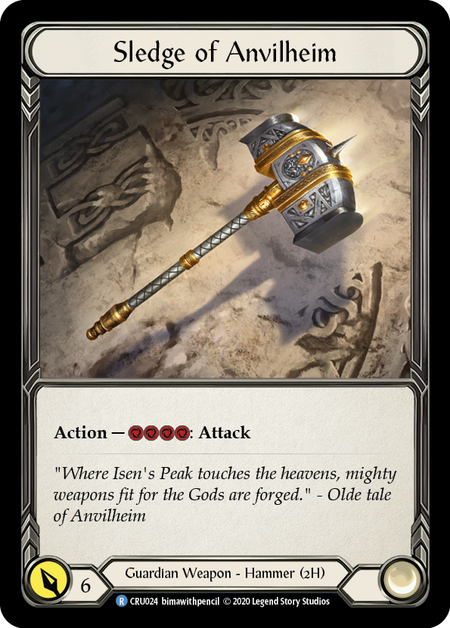 Sledge of Anvilheim
Action — : Attack
"Where Isen's Peak touches the heavens, mighty
weapons fit for the Gods are forged." - Olde tale
of Anvilheim
6
Guardian Weapon - Hammer (2H)
R CRU024 bimawithpencil © 2020 Legend Story Studios